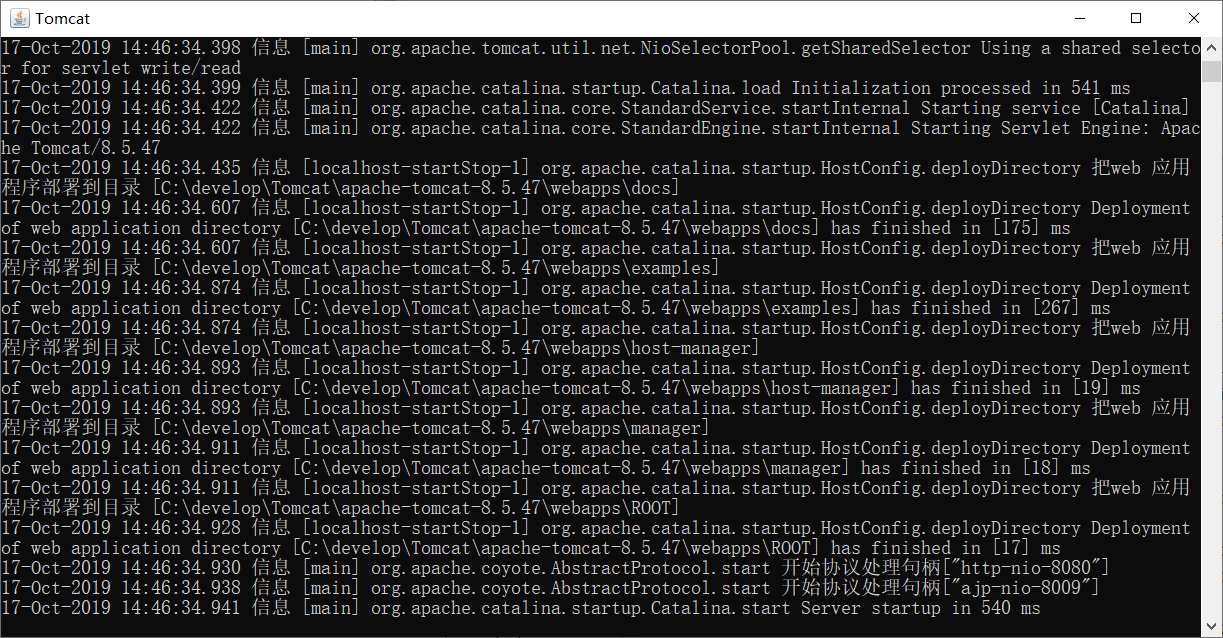 Tomcat
17-Oct-2019 14:46:34.398 信息 [main] org.apache.tomcat.util.net.NioSelectorPool.getSharedSelector Using a shared selecto
r for servlet write/read
17-Oct-2019 14:46:34.399 信息 [main] org.apache.catalina.startup.Catalina.load Initialization processed in 541 ms
17-Oct-2019 14:46:34.422 信息 [main] org.apache.catalina.core.StandardService.startInternal Starting service [Catalina]
17-Oct-2019 14:46:34.422 信息 [main] org.apache.catalina.core.StandardEngine.startInternal Starting Servlet Engine: Apac
he Tomcat/8.5.47
17-Oct-2019 14:46:34.435 信息 [localhost-startStop-1] org.apache.catalina.startup.HostConfig.deployDirectory 把web 应用
程序部署到目录 [C:\develop\Tomcat\apache-tomcat-8.5.47\webapps\docs]
17-Oct-2019 14:46:34.607 信息 [localhost-startStop-1] org.apache.catalina.startup.HostConfig.deployDirectory Deployment
of web application directory [C:\develop\Tomcat\apache-tomcat-8.5.47\webapps\docs] has finished in [175] ms
17-Oct-2019 14:46:34.607 信息 [localhost-startStop-1] org.apache.catalina.startup.HostConfig.deployDirectory 把web 应用
程序部署到目录 [C:\develop\Tomcat\apache-tomcat-8.5.47\webapps\examples]
17-Oct-2019 14:46:34.874 信息 [localhost-startStop-1] org.apache.catalina.startup.HostConfig.deployDirectory Deployment
of web application directory [C:\develop\Tomcat\apache-tomcat-8.5.47\webapps\examples] has finished in [267] ms
17-Oct-2019 14:46:34.874 信息 [localhost-startStop-1] org.apache.catalina.startup.HostConfig.deployDirectory 把web 应用
程序部署到目录 [C:\develop\Tomcat\apache-tomcat-8.5.47\webapps\host-manager]
17-Oct-2019 14:46:34.893 信息 [localhost-startStop-1] org.apache.catalina.startup.HostConfig.deployDirectory Deployment
of web application directory [C:\develop\Tomcat\apache-tomcat-8.5.47\webapps\host-manager] has finished in [19] ms
17-Oct-2019 14:46:34.893 信息 [localhost-startStop-1] org.apache.catalina.startup.HostConfig.deployDirectory 把web 应用
程序部署到目录 [C:\develop\Tomcat\apache-tomcat-8.5.47\webapps\manager]
17-Oct-2019 14:46:34.911 信息 [localhost-startStop-1] org.apache.catalina.startup.HostConfig.deployDirectory Deployment
of web application directory [C:\develop\Tomcat\apache-tomcat-8.5.47\webapps\manager] has finished in [18] ms
17-Oct-2019 14:46:34.911 信息 [localhost-startStop-1] org.apache.catalina.startup.HostConfig.deployDirectory 把web 应用
程序部署到目录 [C:\develop\Tomcat\apache-tomcat-8.5.47\webapps\ROOT]
17-Oct-2019 14:46:34.928 信息 [localhost-startStop-1] org.apache.catalina.startup.HostConfig.deployDirectory Deployment
of web application directory [C:\develop\Tomcat\apache-tomcat-8.5.47\webapps\ROOT] has finished in [17] ms
17-Oct-2019 14:46:34.930 信息 [main] org.apache.coyote.AbstractProtocol.start 开始协议处理句柄["http-nio-8080"]
17-Oct-2019 14:46:34.938 信息 [main] org.apache.coyote.AbstractProtocol.start 开始协议处理句柄["ajp-nio-8009"]
17-Oct-2019 14:46:34.941 信息 [main] org.apache.catalina.startup.Catalina.start Server startup in 540 ms